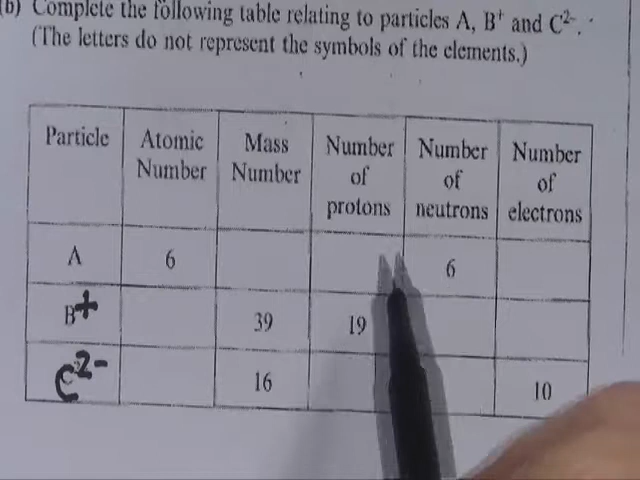 (b) Complete the following table relating to particles A, B⁺ and C²⁻.
(The letters do not represent the symbols of the elements.)
Particle Atomic Number Mass Number Number of protons Number of neutrons Number of electrons
A 6 6
B+ 39 19
C2- 16 10